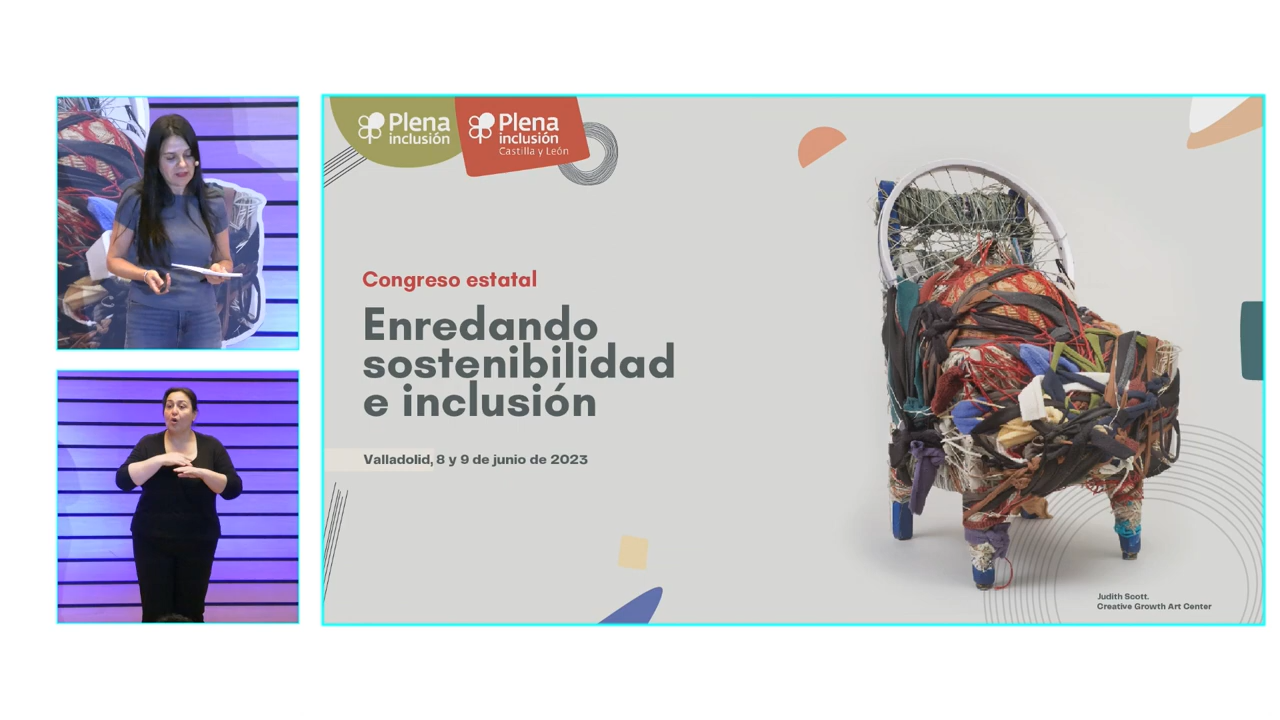 Plena
inclusión
Plena
inclusión
Castilla y León
Congreso estatal
Enredando
sostenibilidad
e inclusión
Valladolid, 8 y 9 de junio de 2023
Judith Scott.
Creative Growth Art Center